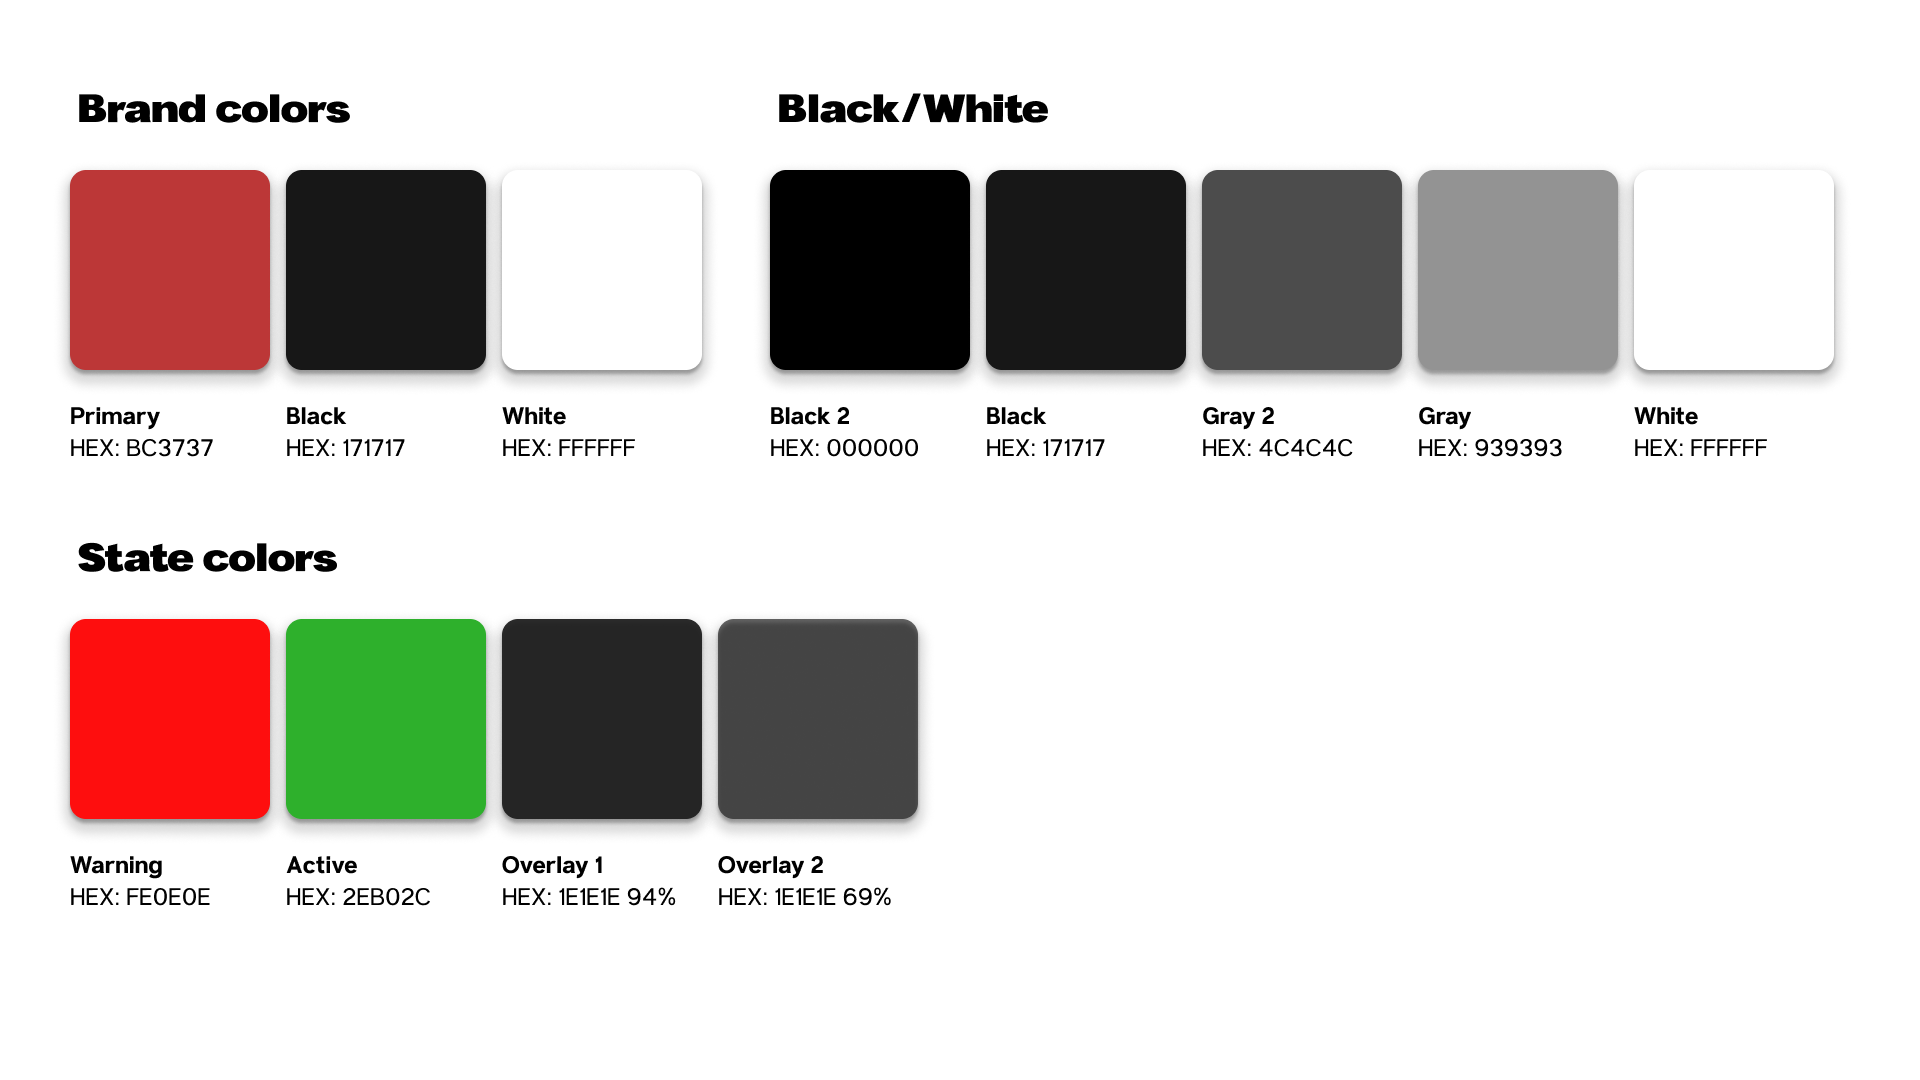 Brand colors
Primary
HEX: BC3737
Black
HEX: 171717
White
HEX: FFFFFF
Black/White
Black 2
HEX: 000000
Black
HEX: 171717
Gray 2
HEX: 4C4C4C
Gray
HEX: 939393
White
HEX: FFFFFF
State colors
Warning
HEX: FE0E0E
Active
HEX: 2EB02C
Overlay 1
HEX: 1E1E1E 94%
Overlay 2
HEX: 1E1E1E 69%